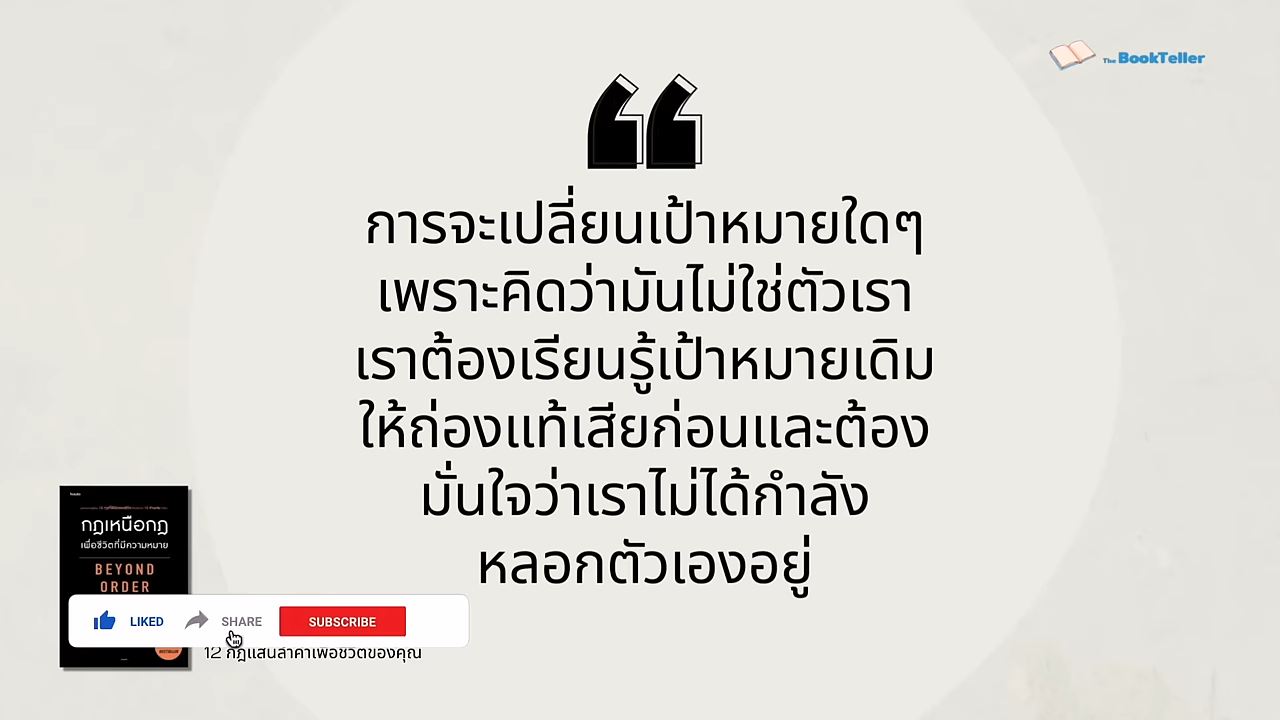 The BookTeller
การจะเปลี่ยนเป้าหมายใดๆ
เพราะคิดว่ามันไม่ใช่ตัวเรา
เราต้องเรียนรู้เป้าหมายเดิม
ให้ถ่องแท้เสียก่อนและต้อง
มั่นใจว่าเราไม่ได้กำลัง
หลอกตัวเองอยู่
กฎเหนือกฎ
เพื่อชีวิตที่มีความหมาย
BEYOND
ORDER
LIKED
SHARE
SUBSCRIBE
BESTSELLER
12 กฎแสนล้ำค่าเพื่อชีวิตของคุณ